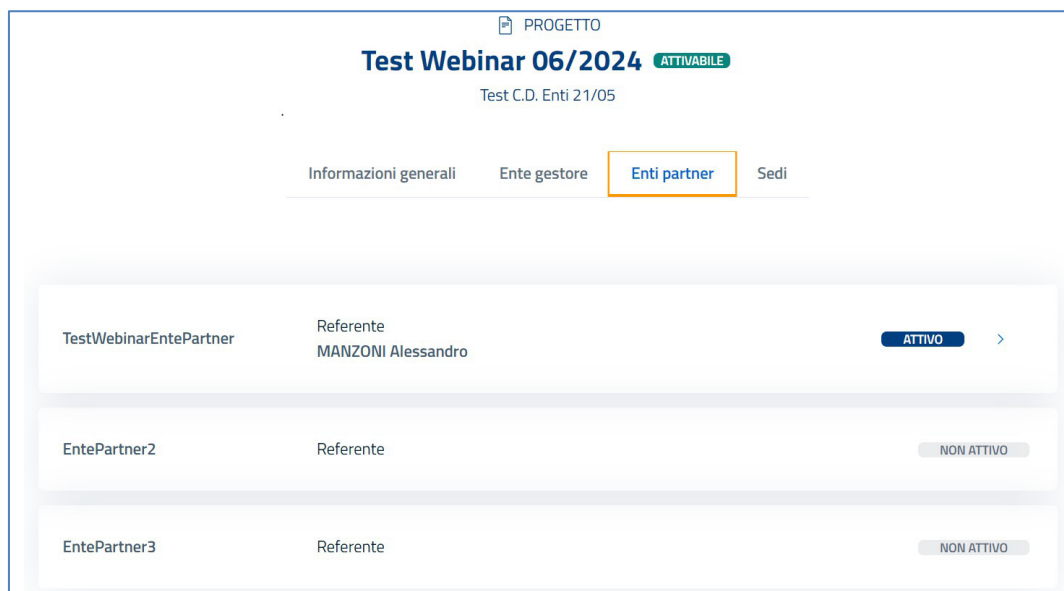 PROGETTO
Test Webinar 06/2024 ATTIVABILE
Test C.D. Enti 21/05
.
Informazioni generali Ente gestore Enti partner Sedi
TestWebinarEntePartner Referente MANZONI Alessandro ATTIVO
EntePartner2 Referente NON ATTIVO
EntePartner3 Referente NON ATTIVO